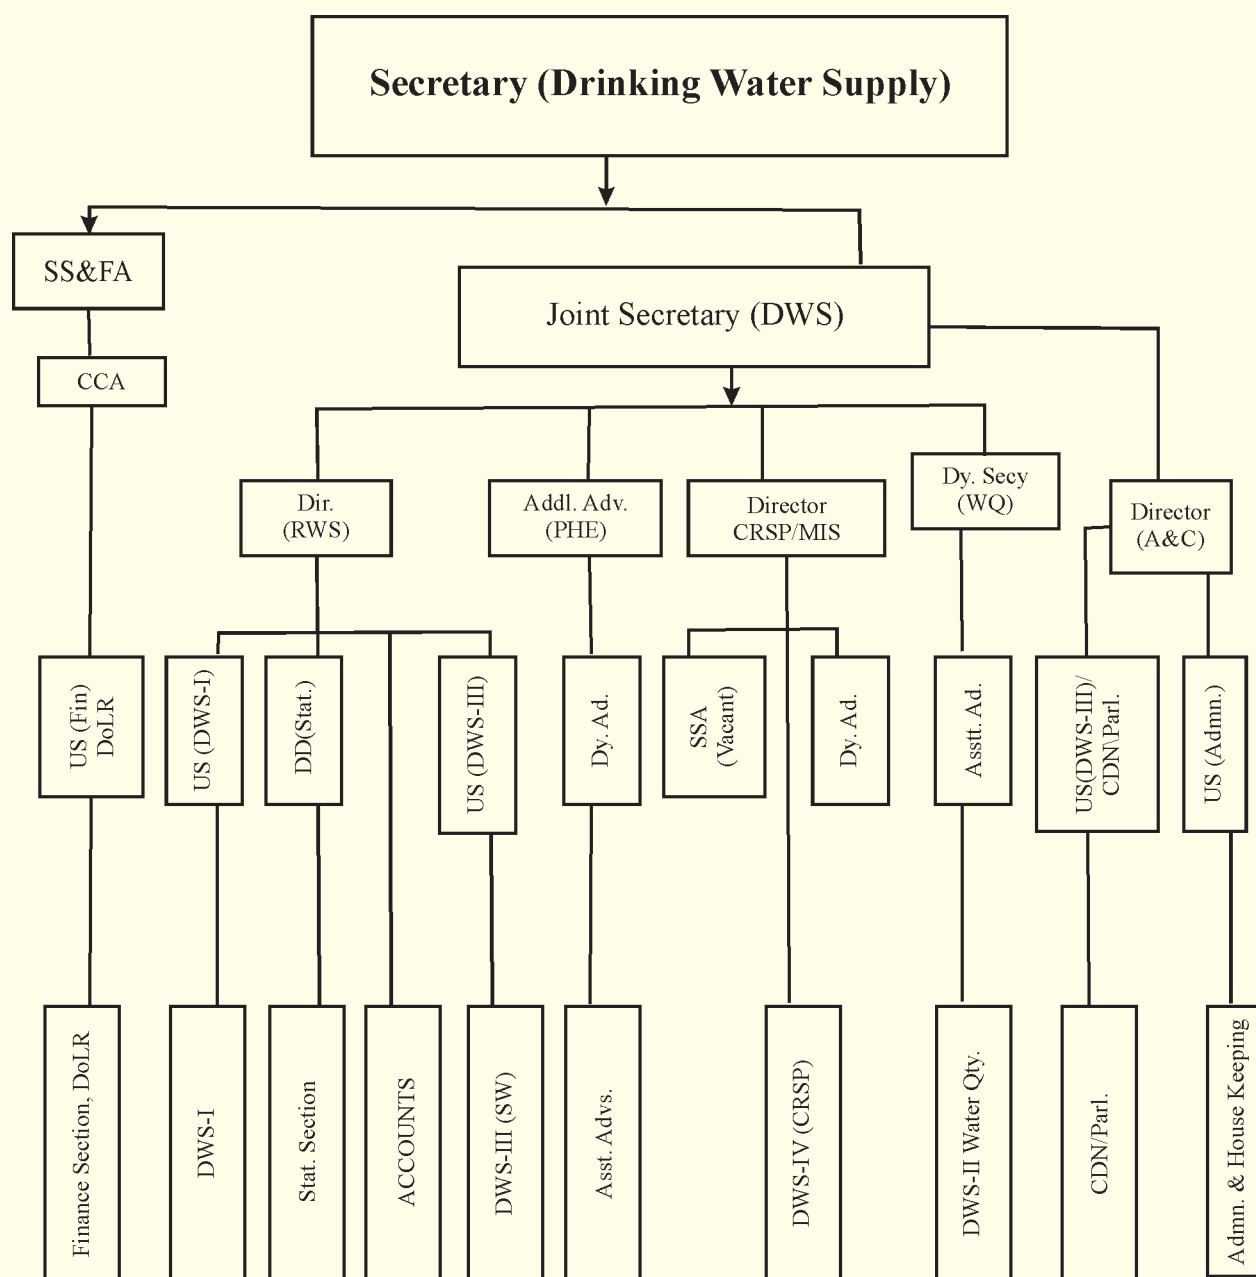 Secretary (Drinking Water Supply)
SS&FA
Joint Secretary (DWS)
CCA
Dir.
(RWS)
Addl. Adv.
(PHE)
Director
CRSP/MIS
Dy. Secy
(WQ)
Director
(A&C)
US (Fin)
DoLR
US (DWS-I)
DD(Stat.)
US (DWS-III)
Dy. Ad.
SSA
(Vacant)
Dy. Ad.
Asstt. Ad.
US(DWS-III)/
CDN\Parl.
US (Admn.)
Finance Section, DoLR
DWS-I
Stat. Section
ACCOUNTS
DWS-III (SW)
Asst. Advs.
DWS-IV (CRSP)
DWS-II Water Qty.
CDN/Parl.
Admn. & House Keeping